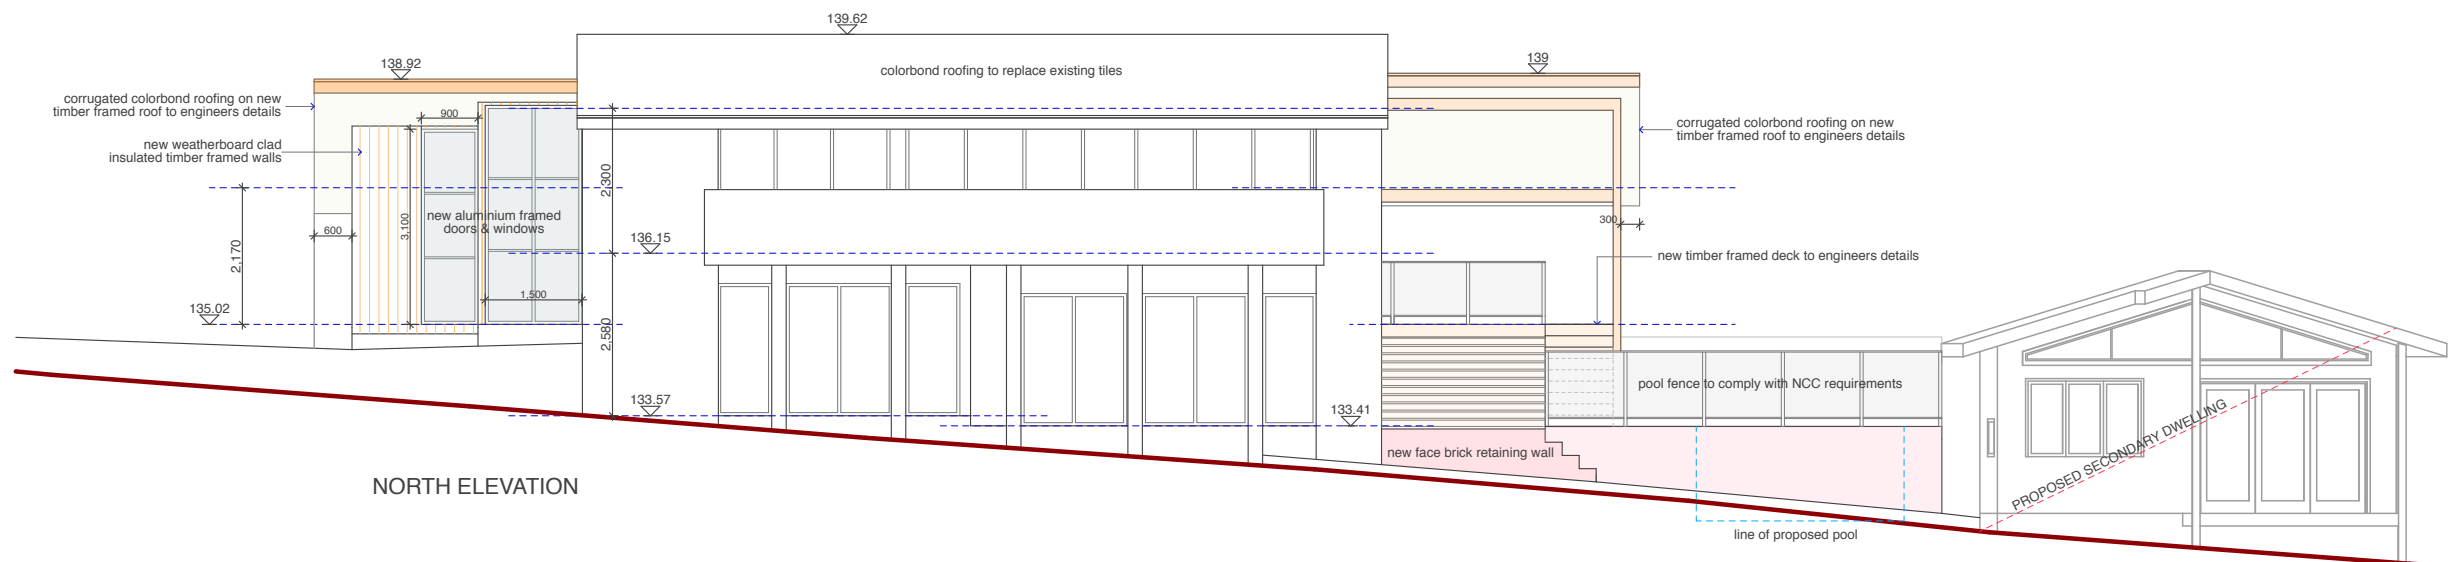 139.62
138.92
139
colorbond roofing to replace existing tiles
corrugated colorbond roofing on new
timber framed roof to engineers details
900
corrugated colorbond roofing on new
timber framed roof to engineers details
new weatherboard clad
insulated timber framed walls
2,300
new aluminium framed
doors & windows
3,100
600
300
2,170
136.15
new timber framed deck to engineers details
1,500
135.02
2,580
pool fence to comply with NCC requirements
133.57
133.41
PROPOSED SECONDARY DWELLING
new face brick retaining wall
NORTH ELEVATION
line of proposed pool